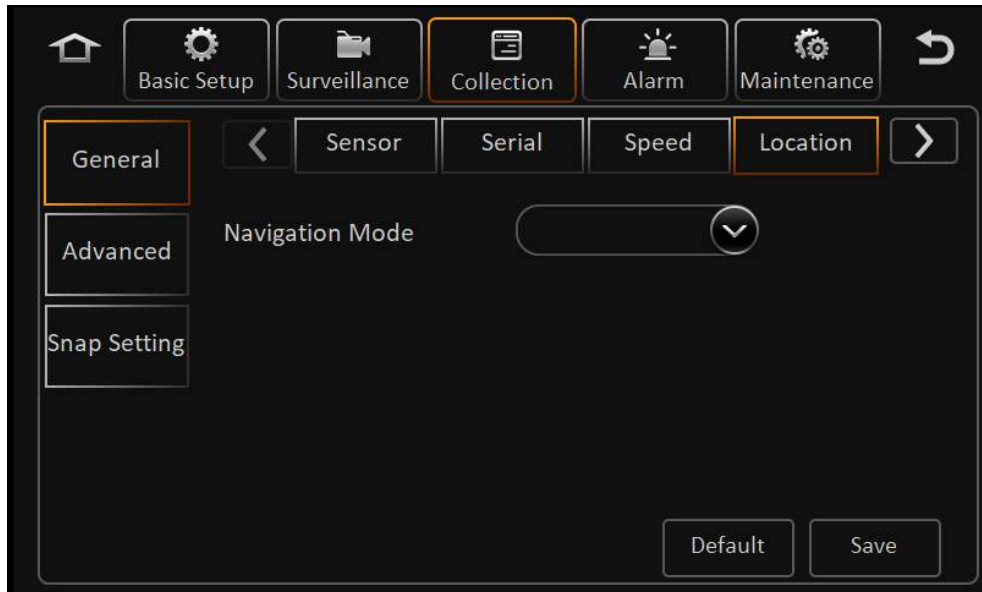 Basic Setup
Surveillance
Collection
Alarm
Maintenance
General
Sensor
Serial
Speed
Location
Advanced
Navigation Mode
Snap Setting
Default
Save